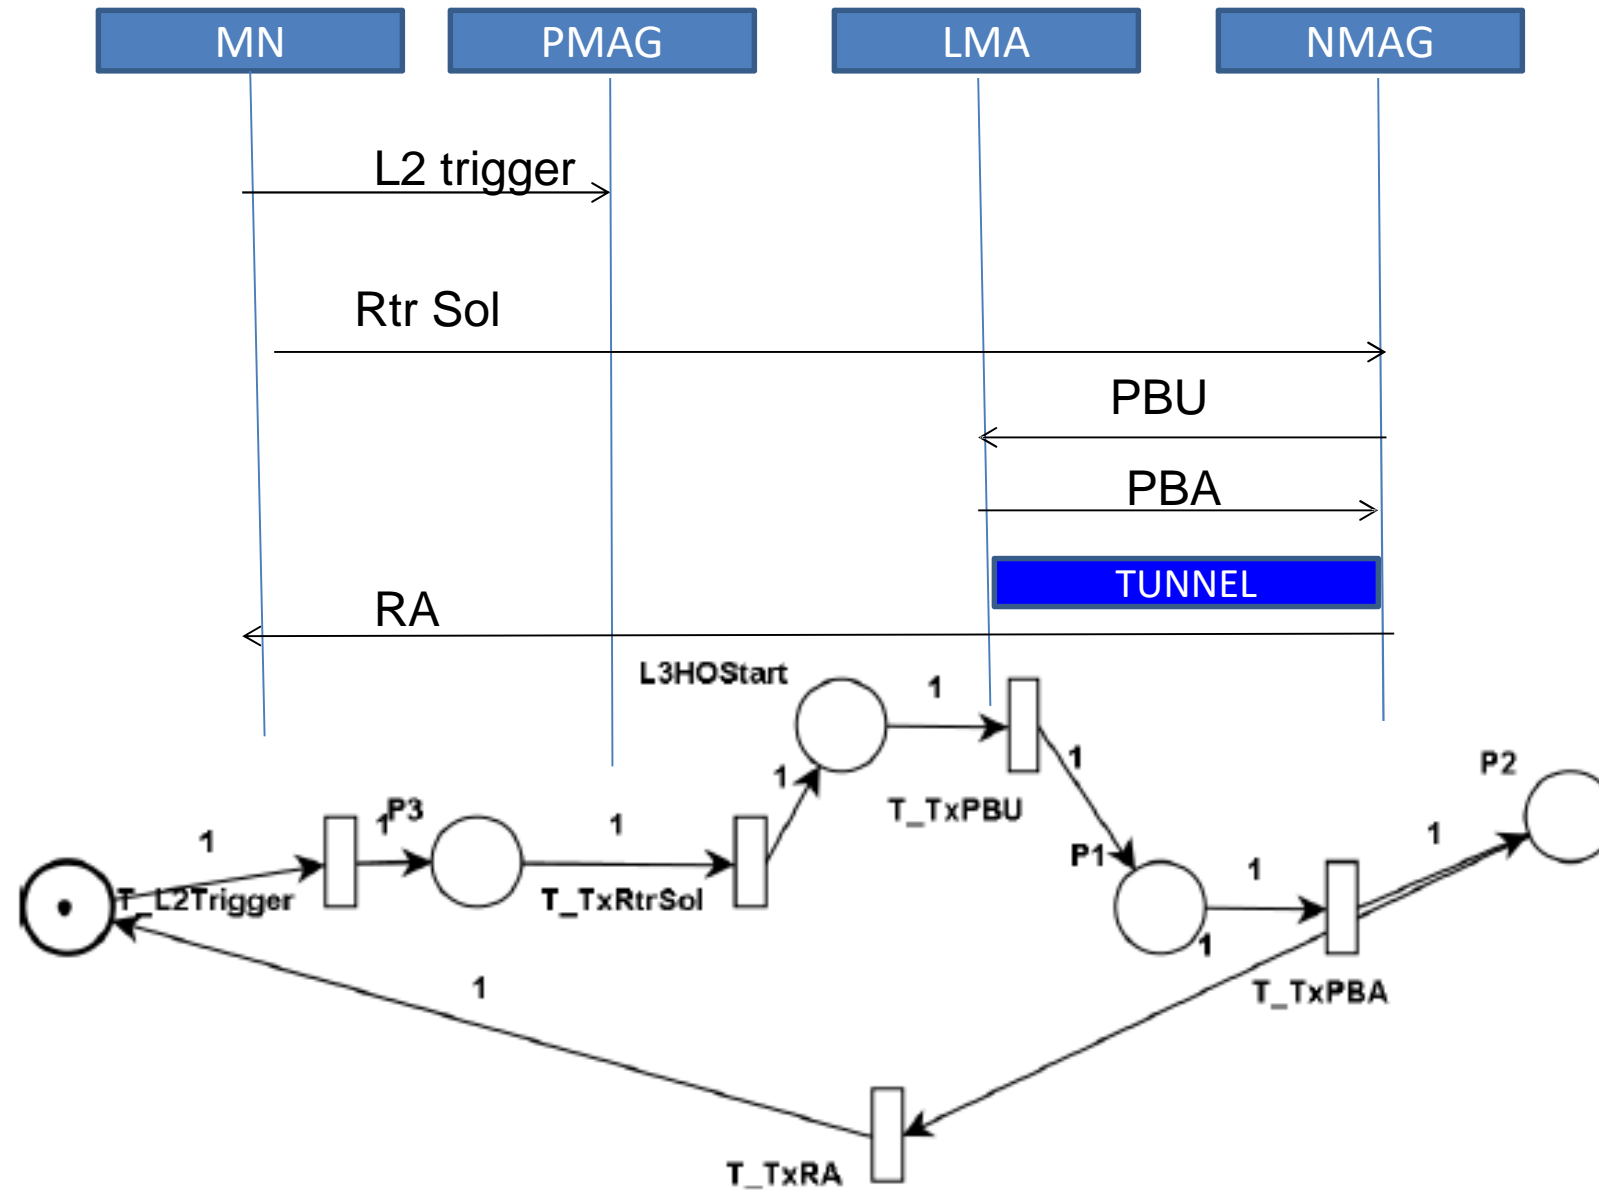 MN PMAG LMA NMAG
L2 trigger
Rtr Sol
PBU
PBA
TUNNEL
RA
L3HOStart
1
1
1
P2
T_TxPBU
1
P3
1
1
1
P1
1
1
T_L2Trigger
T_TxRtrSol
1
T_TxPBA
1
T_TxRA